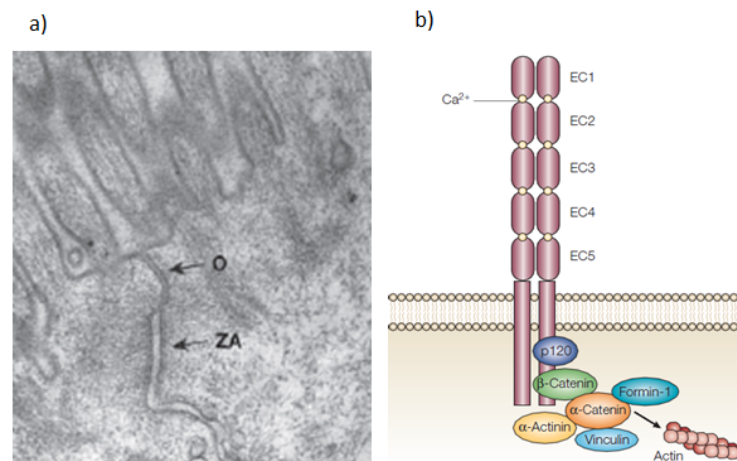 a)
b)
O
ZA
EC1
Ca²⁺
EC2
EC3
EC4
EC5
p120
β-Catenin
Formin-1
α-Catenin
α-Actinin
Vinculin
Actin